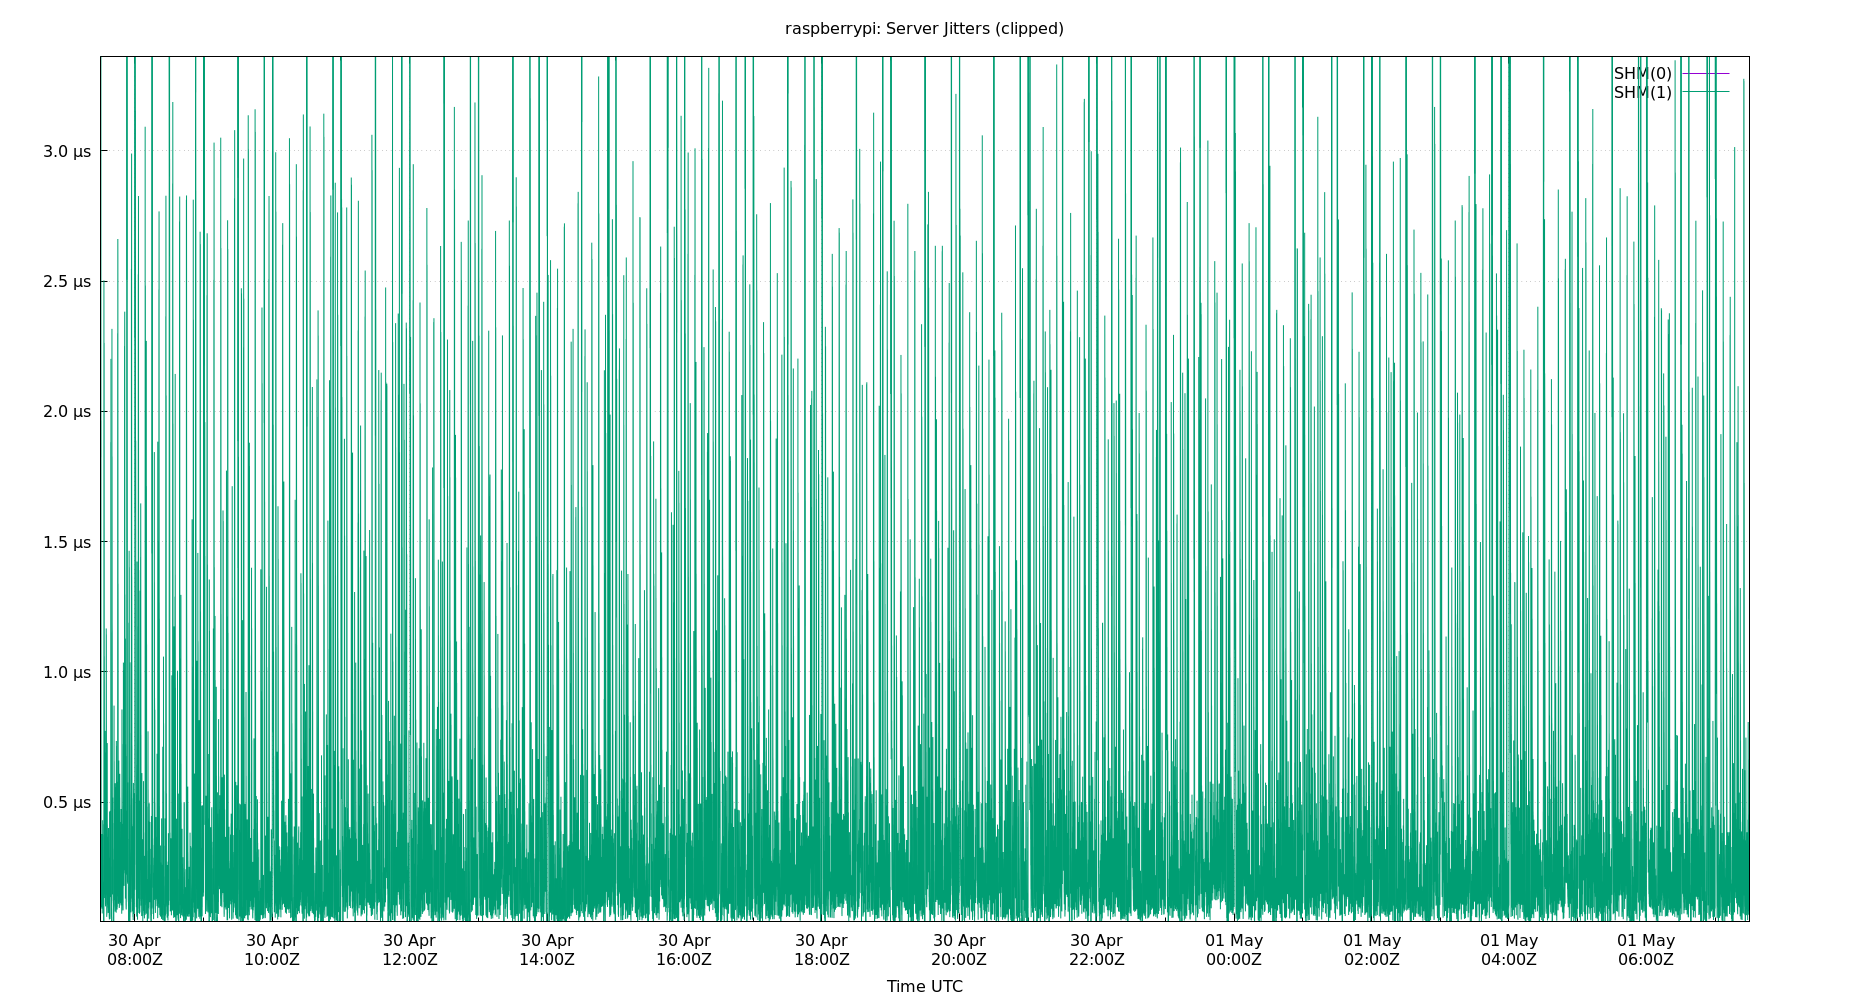 raspberrypi: Server Jitters (clipped)
SHM(0)
SHM(1)
3.0 µs
2.5 µs
2.0 µs
1.5 µs
1.0 µs
0.5 µs
30 Apr 30 Apr 30 Apr 30 Apr 30 Apr 30 Apr 30 Apr 30 Apr 01 May 01 May 01 May 01 May
08:00Z 10:00Z 12:00Z 14:00Z 16:00Z 18:00Z 20:00Z 22:00Z 00:00Z 02:00Z 04:00Z 06:00Z
Time UTC